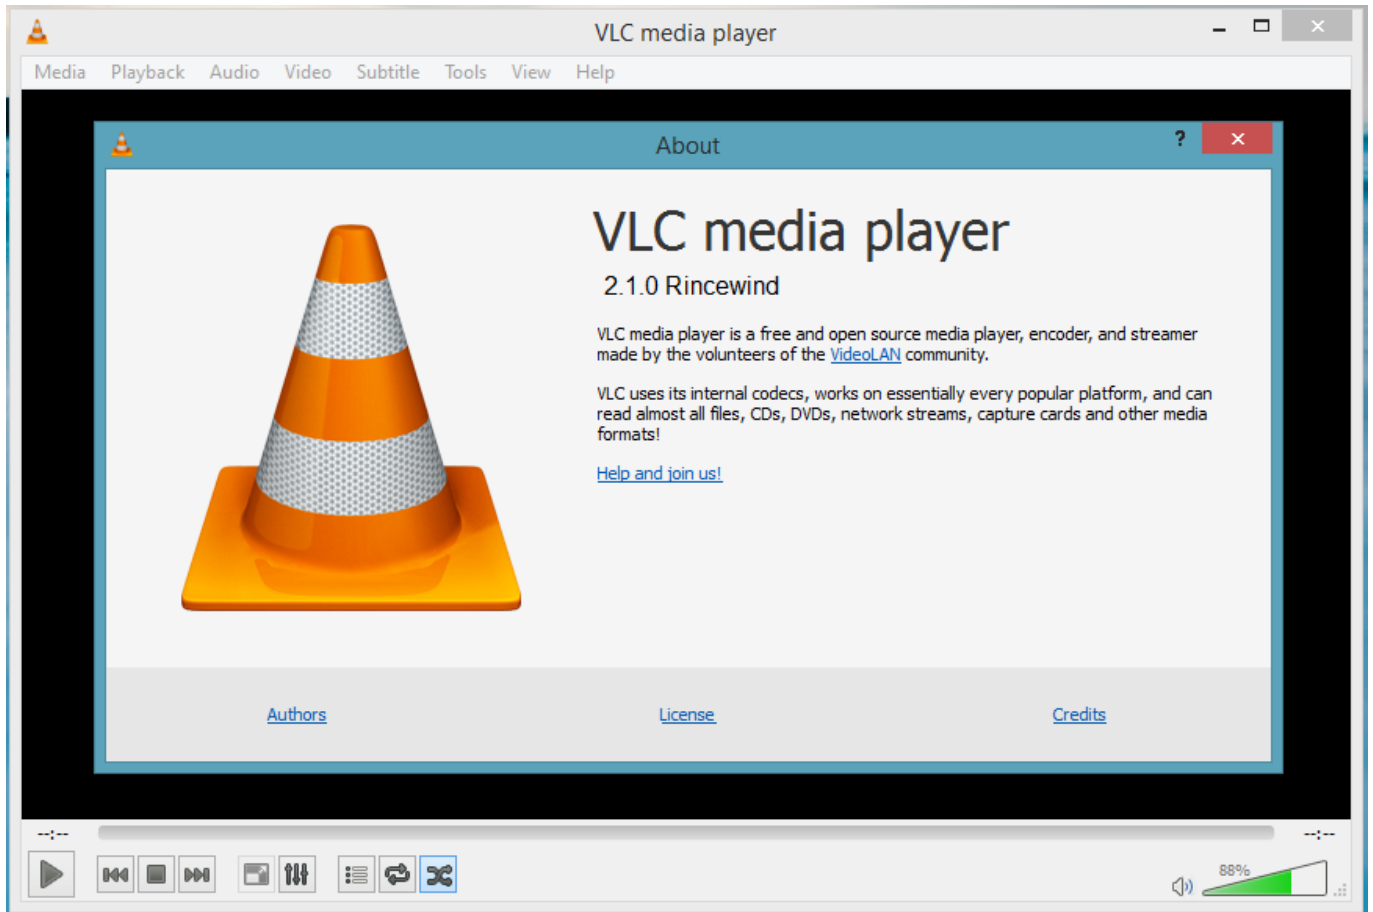 VLC media player
Media Playback Audio Video Subtitle Tools View Help
About
?
VLC media player
2.1.0 Rincewind
VLC media player is a free and open source media player, encoder, and streamer
made by the volunteers of the VideoLAN community.
VLC uses its internal codecs, works on essentially every popular platform, and can
read almost all files, CDs, DVDs, network streams, capture cards and other media
formats!
Help and join us!
Authors License Credits
--:-- --:--
88%